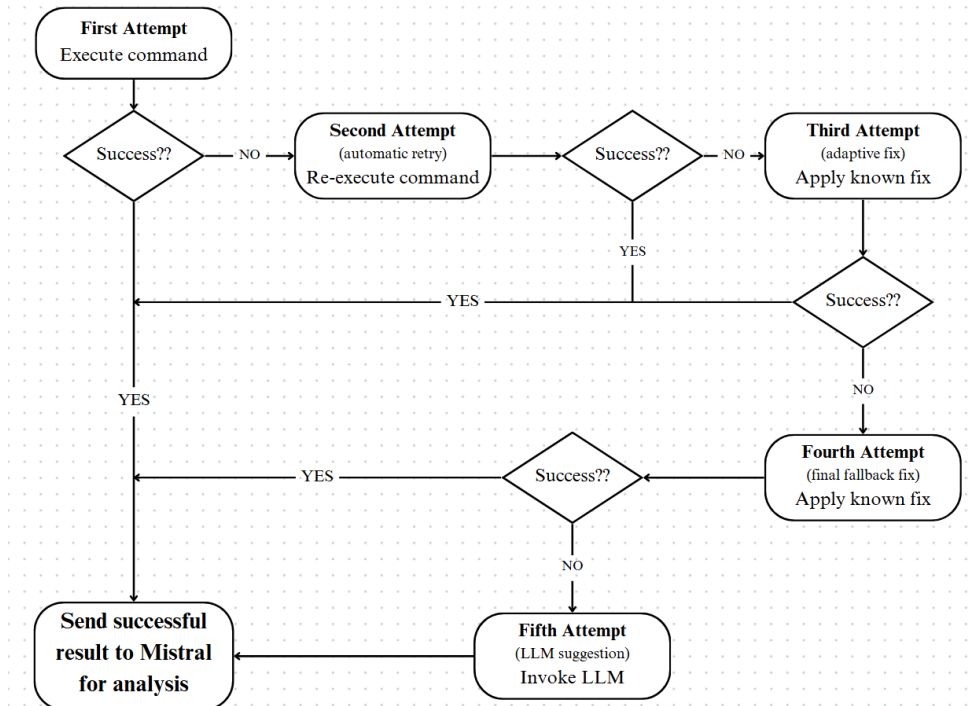 First Attempt
Execute command
Success??
NO
Second Attempt
(automatic retry)
Re-execute command
Success??
NO
Third Attempt
(adaptive fix)
Apply known fix
YES
YES
Success??
NO
YES
Fourth Attempt
(final fallback fix)
Apply known fix
Success??
YES
NO
Fifth Attempt
(LLM suggestion)
Invoke LLM
Send successful
result to Mistral
for analysis